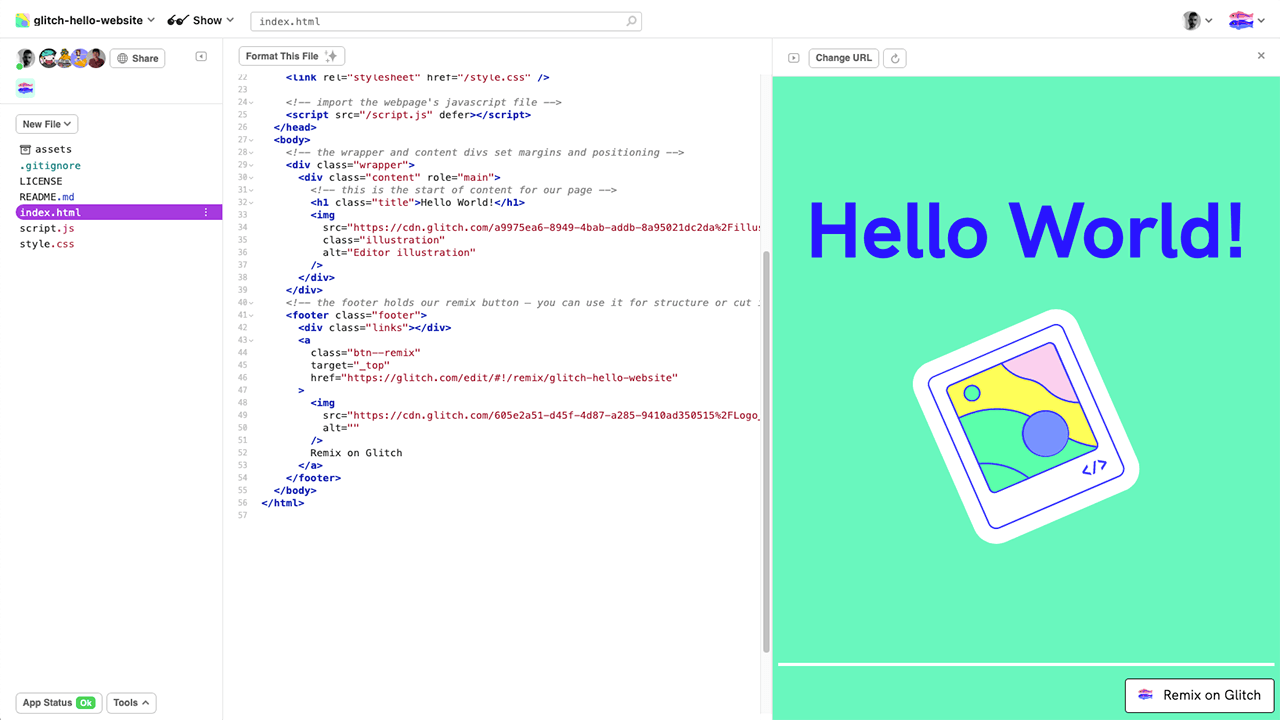 glitch-hello-website
Show
index.html
Share
Format This File
Change URL
New File
assets
.gitignore
LICENSE
README.md
index.html
script.js
style.css
22 <link rel="stylesheet" href="/style.css" />
23
24 <!-- import the webpage's javascript file -->
25 <script src="/script.js" defer></script>
26 </head>
27 <body>
28 <!-- the wrapper and content divs set margins and positioning -->
29 <div class="wrapper">
30 <div class="content" role="main">
31 <!-- this is the start of content for our page -->
32 <h1 class="title">Hello World!</h1>
33 <img
34 src="https://cdn.glitch.com/a9975ea6-8949-4bab-addb-8a95021dc2da%2Fillus
35 class="illustration"
36 alt="Editor illustration"
37 />
38 </div>
39 </div>
40 <!-- the footer holds our remix button — you can use it for structure or cut i
41 <footer class="footer">
42 <div class="links"></div>
43 <a
44 class="btn--remix"
45 target="_top"
46 href="https://glitch.com/edit/#!/remix/glitch-hello-website"
47 >
48 <img
49 src="https://cdn.glitch.com/605e2a51-d45f-4d87-a285-9410ad350515%2FLogo_
50 alt=""
51 />
52 Remix on Glitch
53 </a>
54 </footer>
55 </body>
56 </html>
57
Hello World!
</>
App Status Ok
Tools
Remix on Glitch